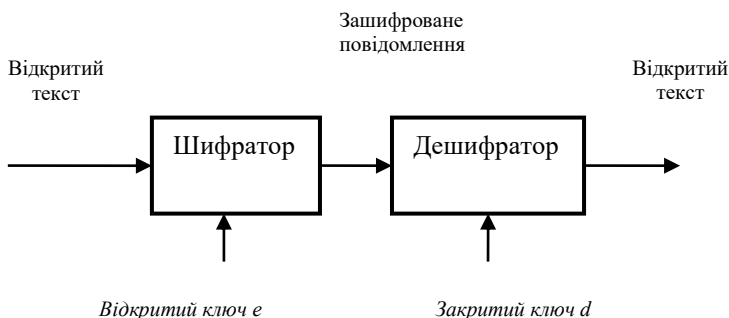 Зашифроване
повідомлення
Відкритий
текст
Відкритий
текст
Шифратор
Дешифратор
Відкритий ключ e
Закритий ключ d